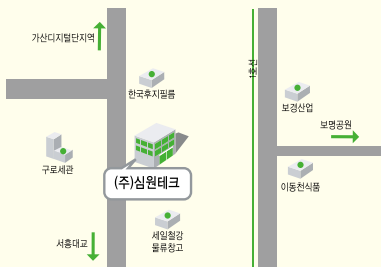 가산디지털단지역
한국후지필름
1호선
보경산업
보명공원
구로세관
(주)심원테크
이동천식품
서흥대교
세일철강
물류창고